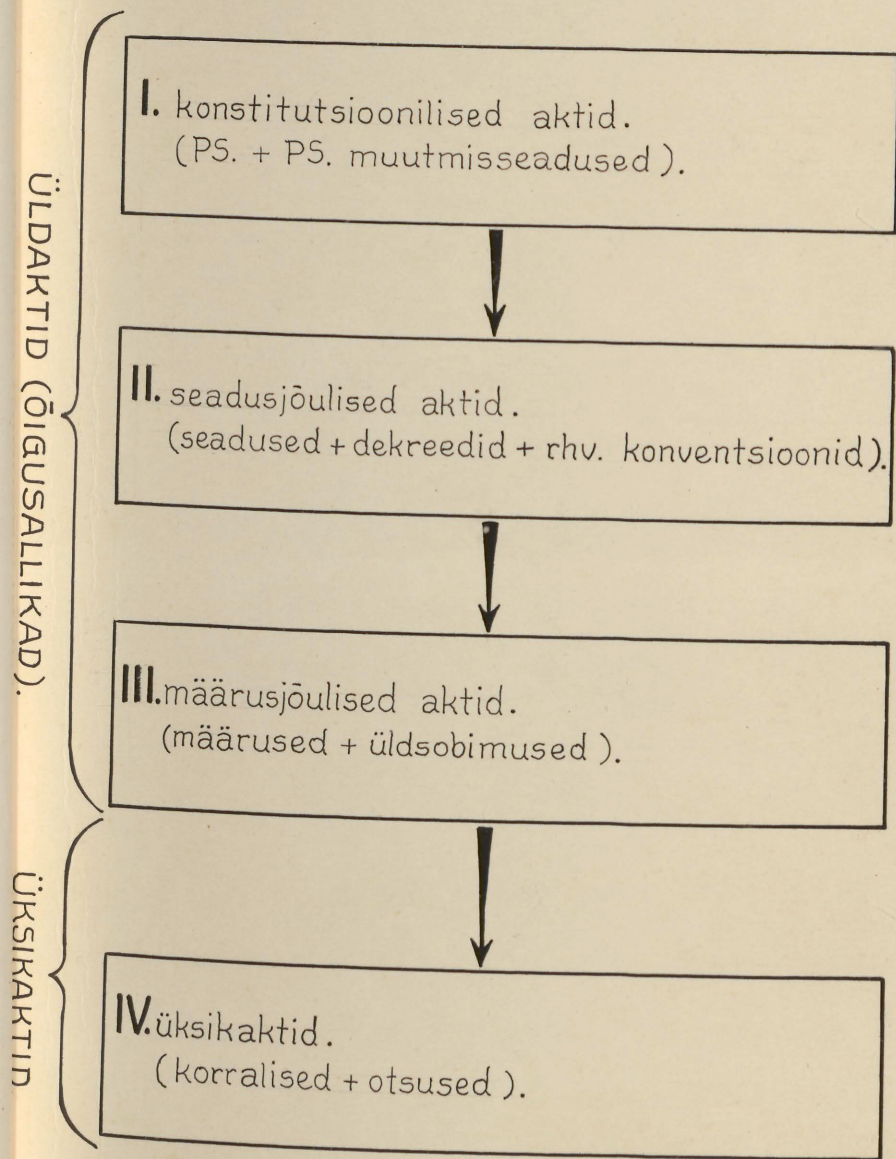 ÜLDAKTID (ÕIGUSALLIKAD).
I. konstitutsioonilised aktid.
(PS. + PS. muutmisseadused).
II. seadusjõulised aktid.
(seadused + dekreedid + rhv. konventsioonid).
III. määrusjõulised aktid.
(määrused + üldsobimused).
ÜKSIKAKTID
IV. üksikaktid.
(korralised + otsused).